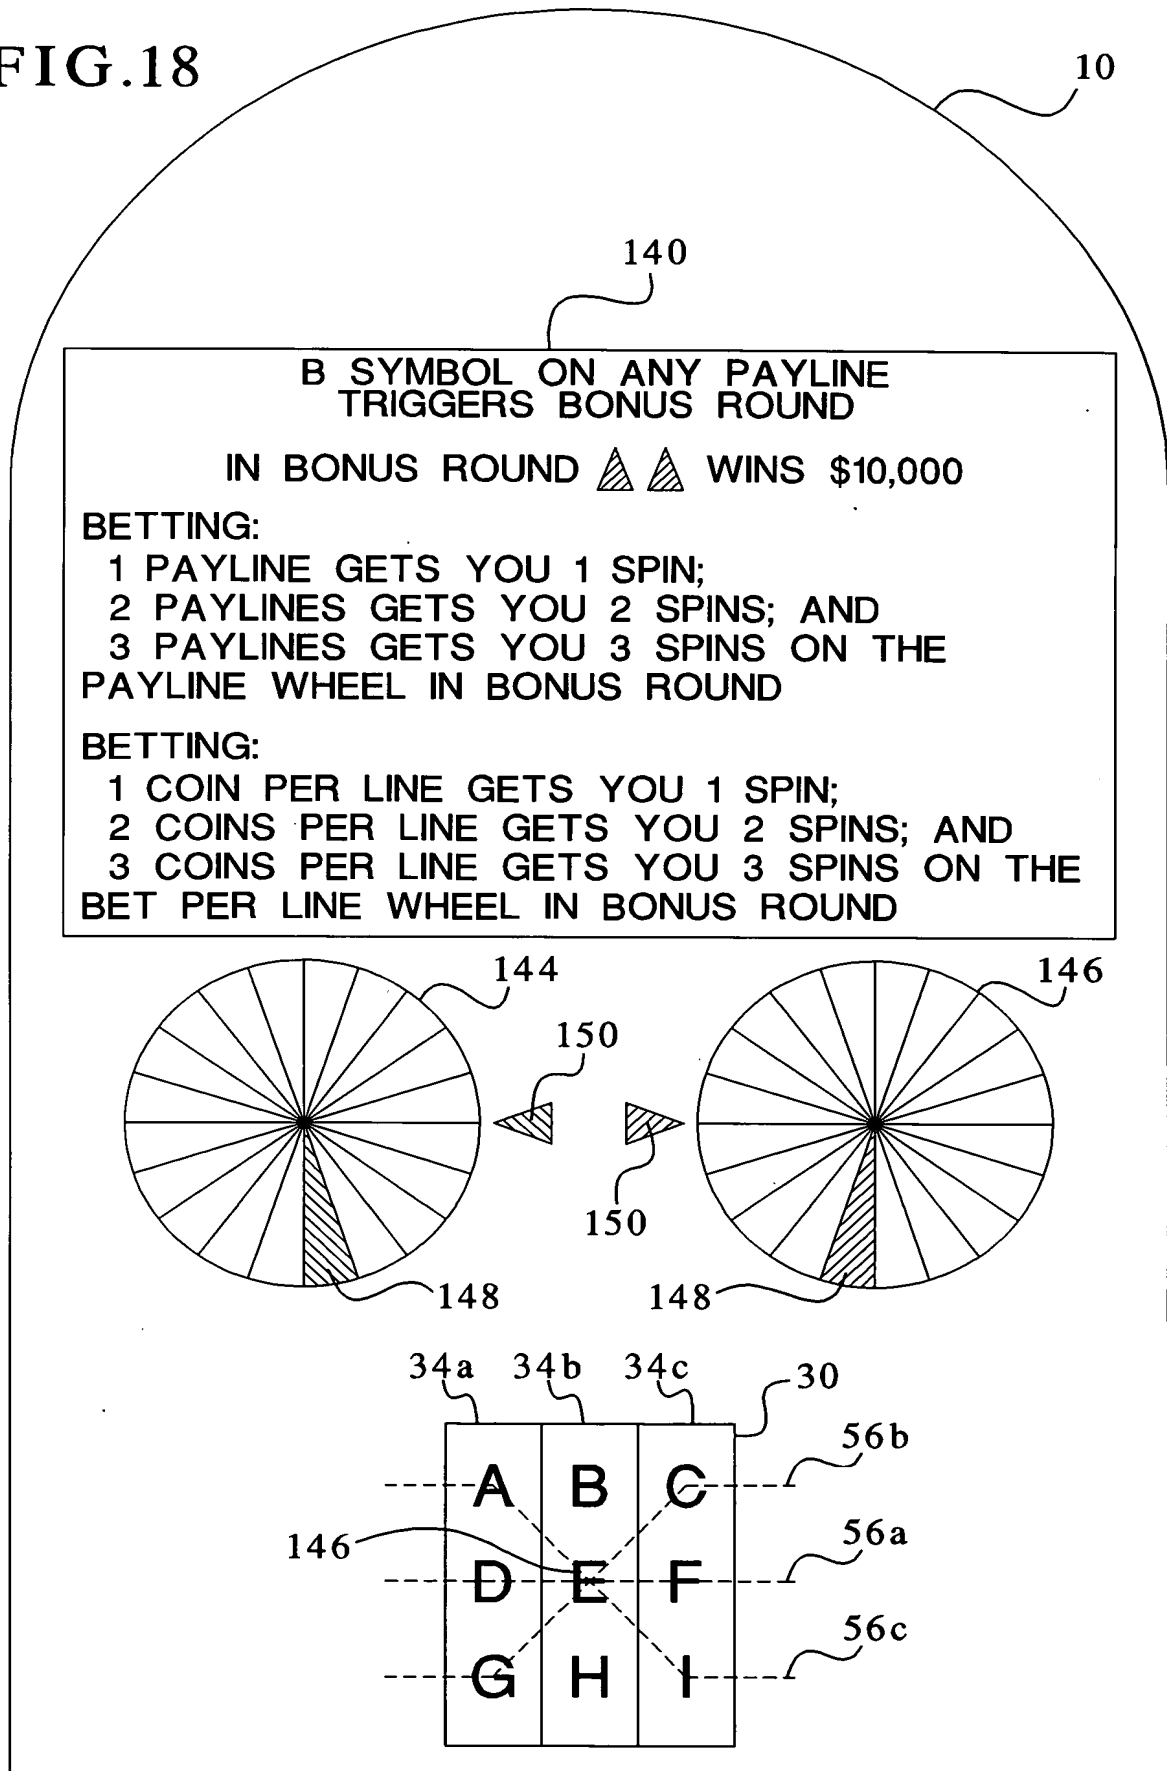 FIG.18
10
140
B SYMBOL ON ANY PAYLINE
TRIGGERS BONUS ROUND
IN BONUS ROUND WINS $10,000
BETTING:
1 PAYLINE GETS YOU 1 SPIN;
2 PAYLINES GETS YOU 2 SPINS; AND
3 PAYLINES GETS YOU 3 SPINS ON THE
PAYLINE WHEEL IN BONUS ROUND
BETTING:
1 COIN PER LINE GETS YOU 1 SPIN;
2 COINS PER LINE GETS YOU 2 SPINS; AND
3 COINS PER LINE GETS YOU 3 SPINS ON THE
BET PER LINE WHEEL IN BONUS ROUND
144
146
150
150
148
148
34a 34b 34c
30
A B C
56b
146
D E F
56a
G H I
56c